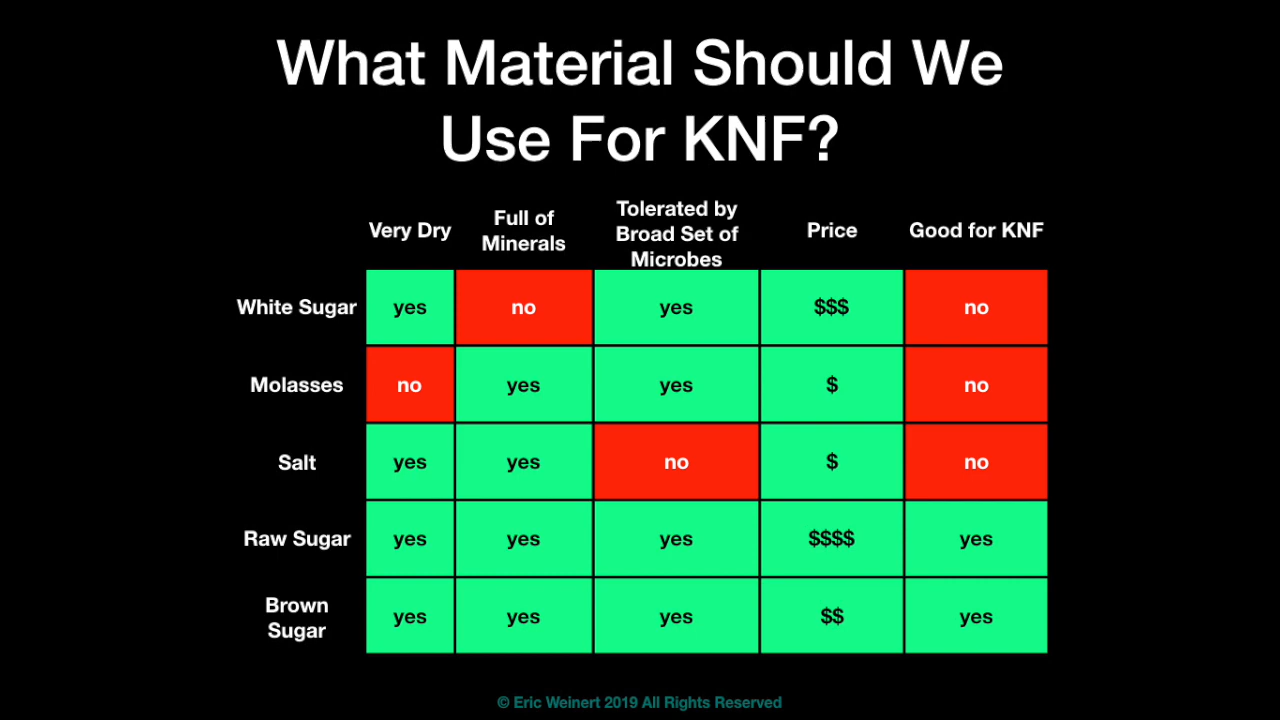 What Material Should We
Use For KNF?
Very Dry
Full of
Minerals
Tolerated by
Broad Set of
Microbes
Price
Good for KNF
White Sugar yes no yes $$$ no
Molasses no yes yes $ no
Salt yes yes no $ no
Raw Sugar yes yes yes $$$$ yes
Brown
Sugar
yes yes yes $$ yes
© Eric Weinert 2019 All Rights Reserved